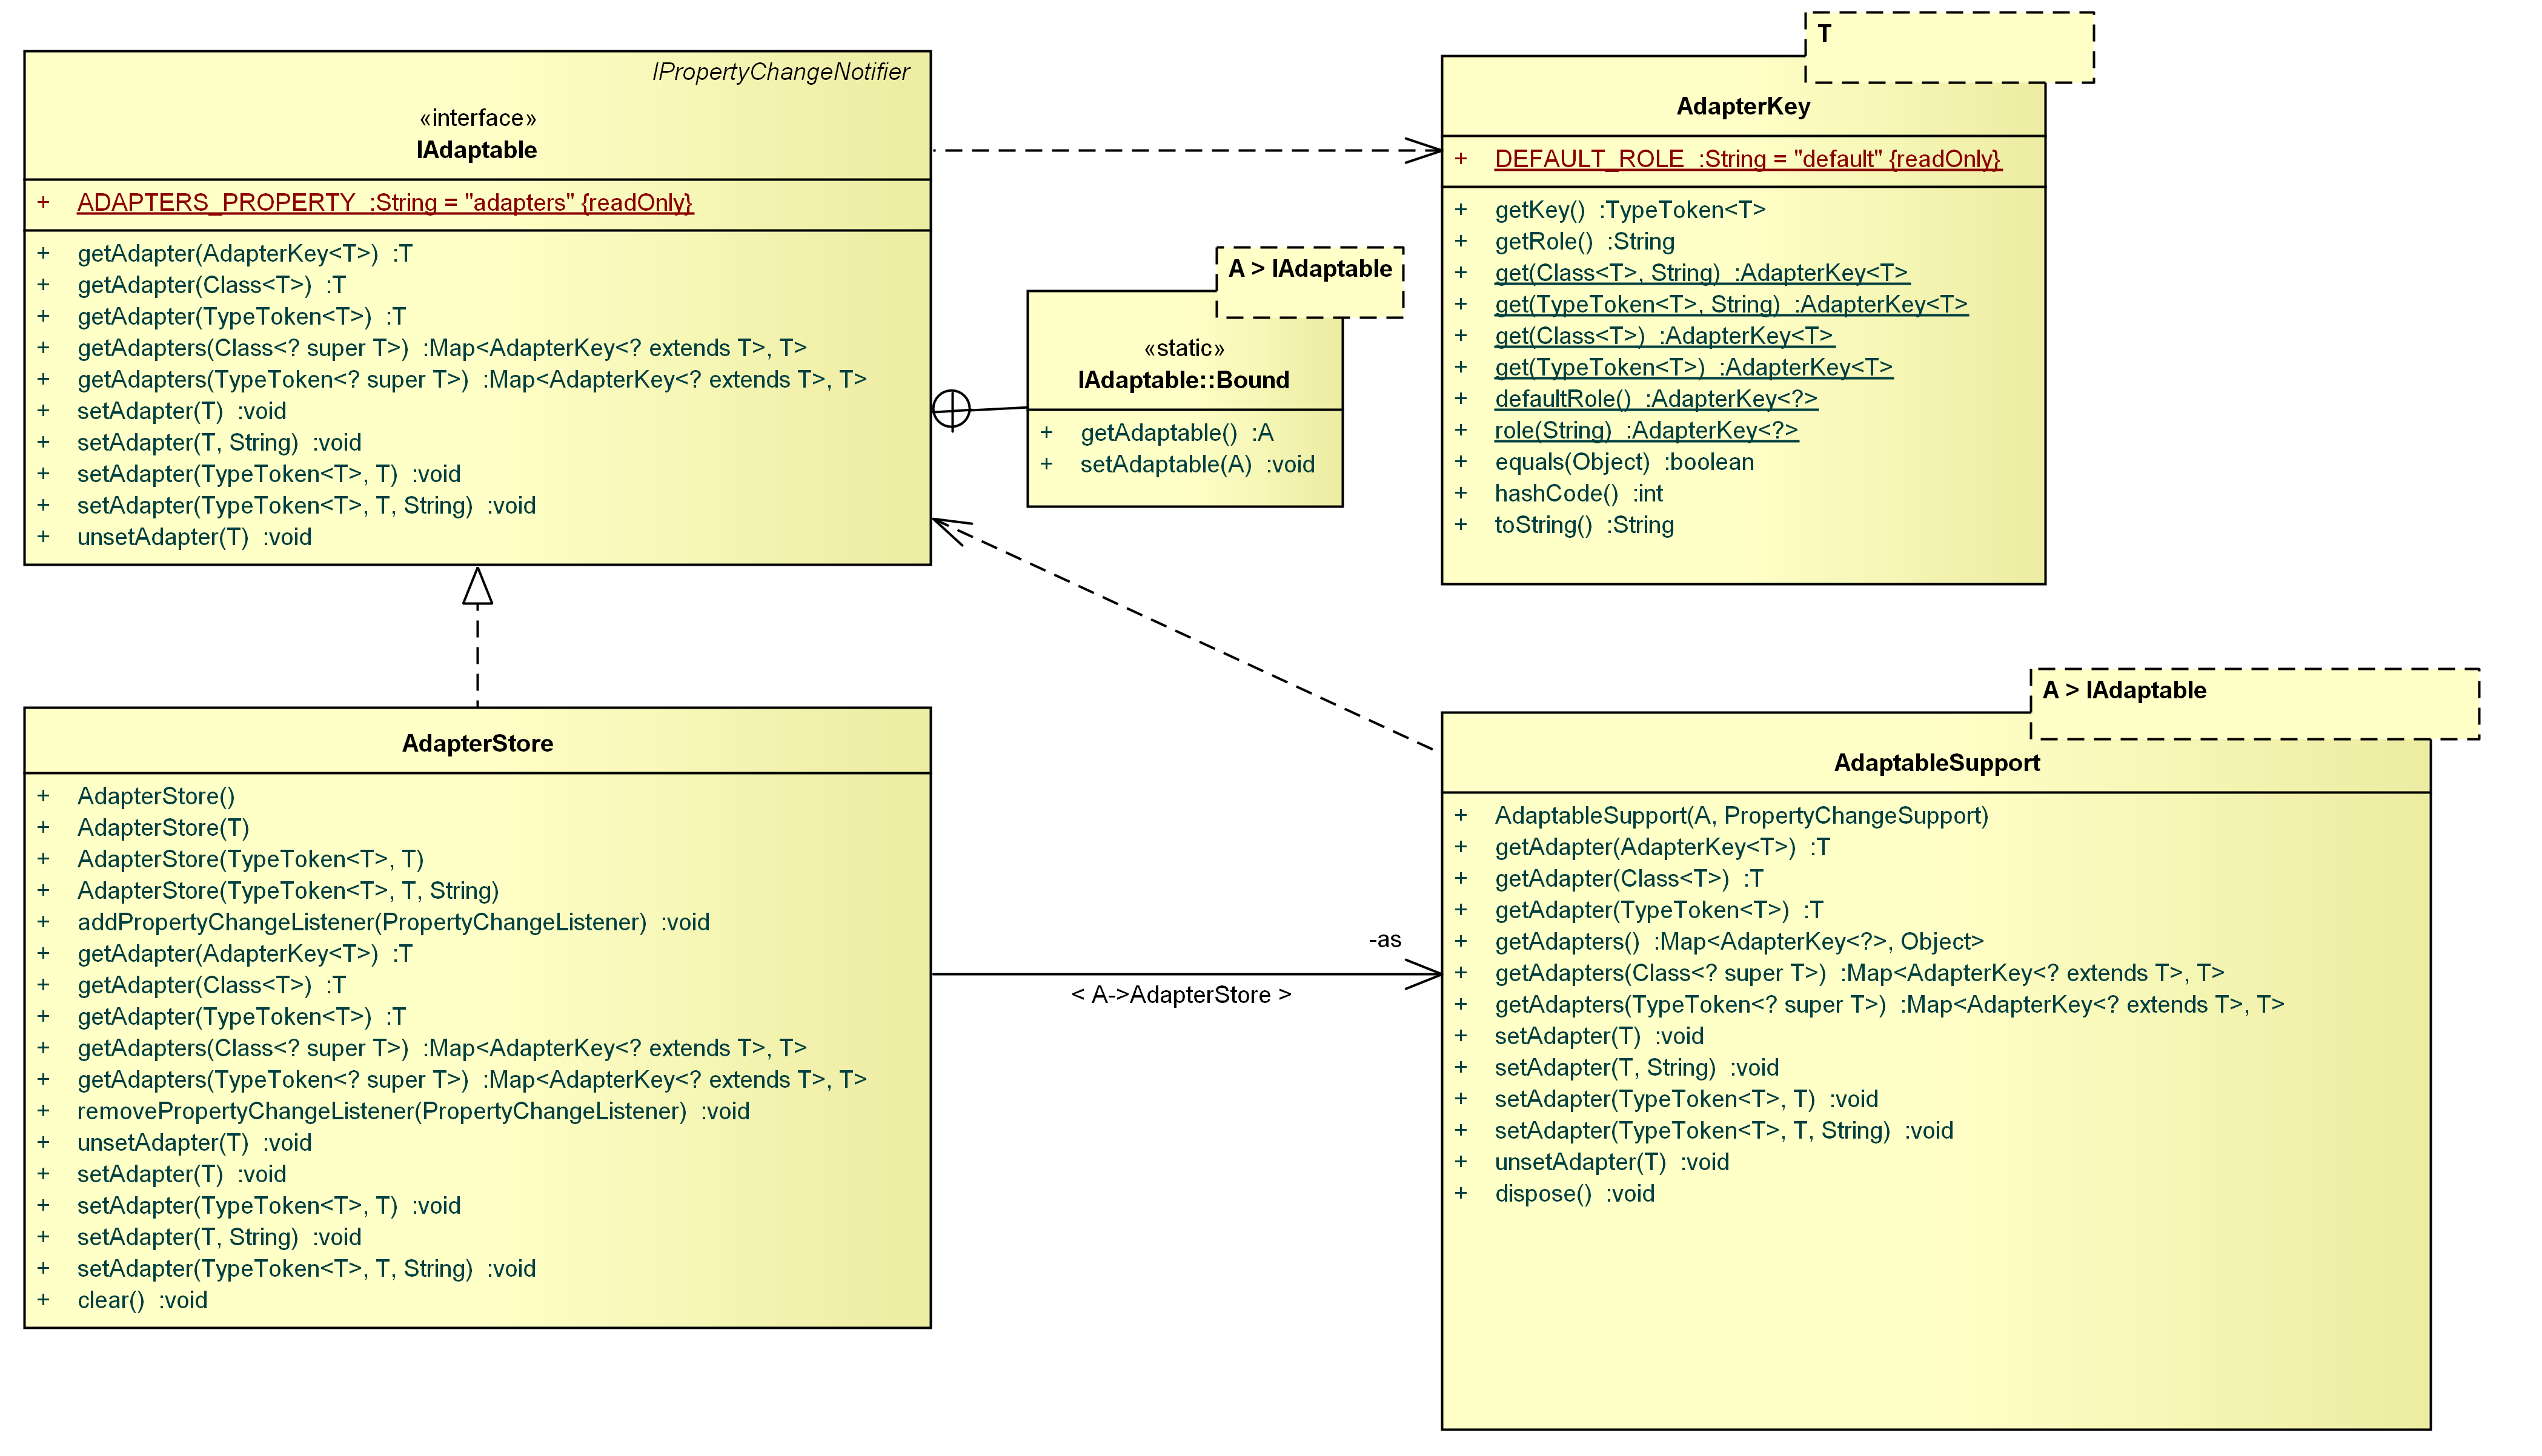 IPropertyChangeNotifier
«interface»
IAdaptable
+ ADAPTERS_PROPERTY :String = "adapters" {readOnly}
+ getAdapter(AdapterKey<T>) :T
+ getAdapter(Class<T>) :T
+ getAdapter(TypeToken<T>) :T
+ getAdapters(Class<? super T>) :Map<AdapterKey<? extends T>, T>
+ getAdapters(TypeToken<? super T>) :Map<AdapterKey<? extends T>, T>
+ setAdapter(T) :void
+ setAdapter(T, String) :void
+ setAdapter(TypeToken<T>, T) :void
+ setAdapter(TypeToken<T>, T, String) :void
+ unsetAdapter(T) :void
A > IAdaptable
«static»
IAdaptable::Bound
+ getAdaptable() :A
+ setAdaptable(A) :void
T
AdapterKey
+ DEFAULT_ROLE :String = "default" {readOnly}
+ getKey() :TypeToken<T>
+ getRole() :String
+ get(Class<T>, String) :AdapterKey<T>
+ get(TypeToken<T>, String) :AdapterKey<T>
+ get(Class<T>) :AdapterKey<T>
+ get(TypeToken<T>) :AdapterKey<T>
+ defaultRole() :AdapterKey<?>
+ role(String) :AdapterKey<?>
+ equals(Object) :boolean
+ hashCode() :int
+ toString() :String
AdapterStore
+ AdapterStore()
+ AdapterStore(T)
+ AdapterStore(TypeToken<T>, T)
+ AdapterStore(TypeToken<T>, T, String)
+ addPropertyChangeListener(PropertyChangeListener) :void
+ getAdapter(AdapterKey<T>) :T
+ getAdapter(Class<T>) :T
+ getAdapter(TypeToken<T>) :T
+ getAdapters(Class<? super T>) :Map<AdapterKey<? extends T>, T>
+ getAdapters(TypeToken<? super T>) :Map<AdapterKey<? extends T>, T>
+ removePropertyChangeListener(PropertyChangeListener) :void
+ unsetAdapter(T) :void
+ setAdapter(T) :void
+ setAdapter(TypeToken<T>, T) :void
+ setAdapter(T, String) :void
+ setAdapter(TypeToken<T>, T, String) :void
+ clear() :void
-as
< A->AdapterStore >
A > IAdaptable
AdaptableSupport
+ AdaptableSupport(A, PropertyChangeSupport)
+ getAdapter(AdapterKey<T>) :T
+ getAdapter(Class<T>) :T
+ getAdapter(TypeToken<T>) :T
+ getAdapters() :Map<AdapterKey<?>, Object>
+ getAdapters(Class<? super T>) :Map<AdapterKey<? extends T>, T>
+ getAdapters(TypeToken<? super T>) :Map<AdapterKey<? extends T>, T>
+ setAdapter(T) :void
+ setAdapter(T, String) :void
+ setAdapter(TypeToken<T>, T) :void
+ setAdapter(TypeToken<T>, T, String) :void
+ unsetAdapter(T) :void
+ dispose() :void